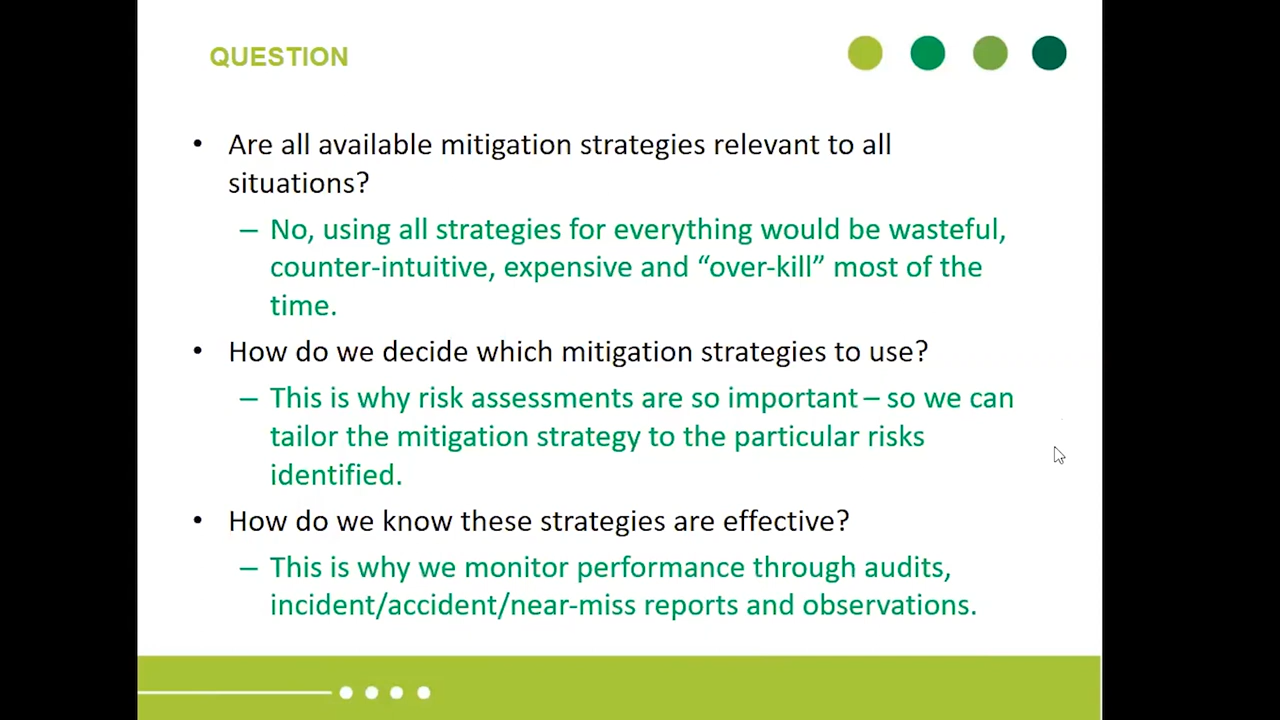 QUESTION
• Are all available mitigation strategies relevant to all
situations?
– No, using all strategies for everything would be wasteful,
counter-intuitive, expensive and “over-kill” most of the
time.
• How do we decide which mitigation strategies to use?
– This is why risk assessments are so important – so we can
tailor the mitigation strategy to the particular risks
identified.
• How do we know these strategies are effective?
– This is why we monitor performance through audits,
incident/accident/near-miss reports and observations.